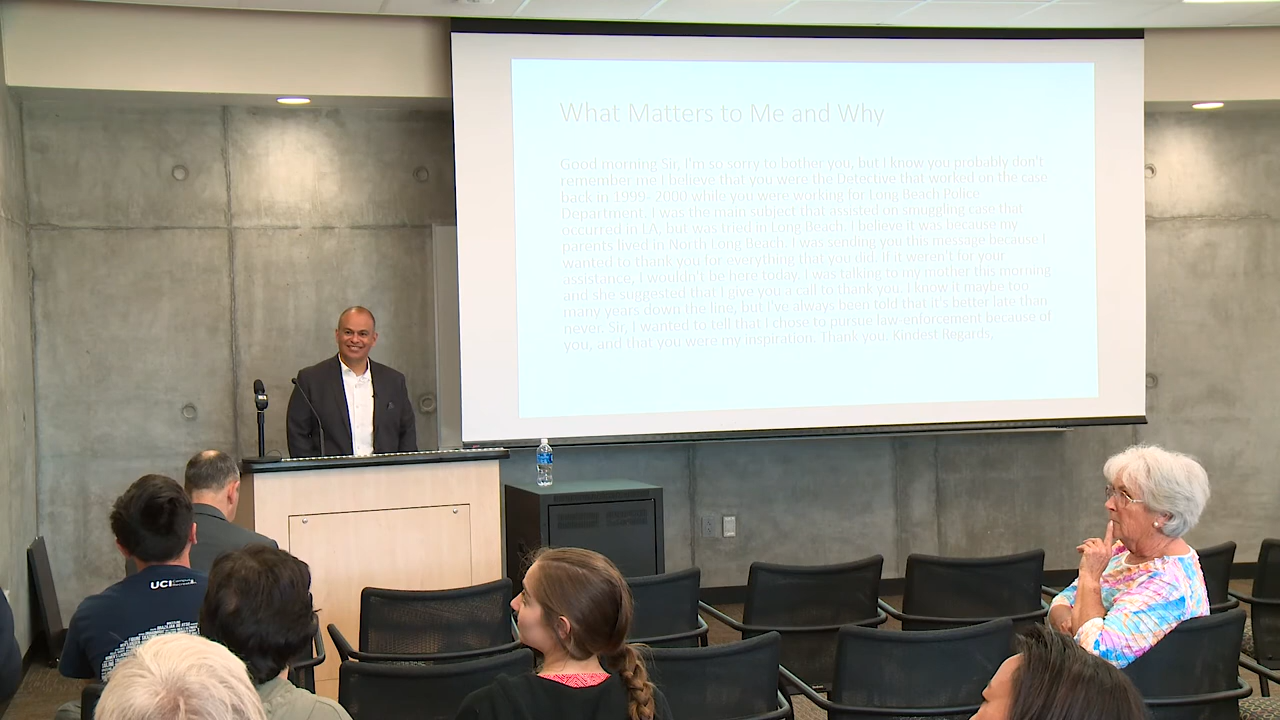 What Matters to Me and Why
Good morning Sir, I'm so sorry to bother you, but I know you probably don't
remember me I believe that you were the Detective that worked on the case
back in 1999- 2000 while you were working for Long Beach Police
Department. I was the main subject that assisted on smuggling case that
occurred in LA, but was tried in Long Beach. I believe it was because my
parents lived in North Long Beach. I was sending you this message because I
wanted to thank you for everything that you did. If it weren't for your
assistance, I wouldn't be here today. I was talking to my mother this morning
and she suggested that I give you a call to thank you. I know it maybe too
many years down the line, but I've always been told that it's better late than
never. Sir, I wanted to tell that I chose to pursue law-enforcement because of
you, and that you were my inspiration. Thank you. Kindest Regards,
UCI